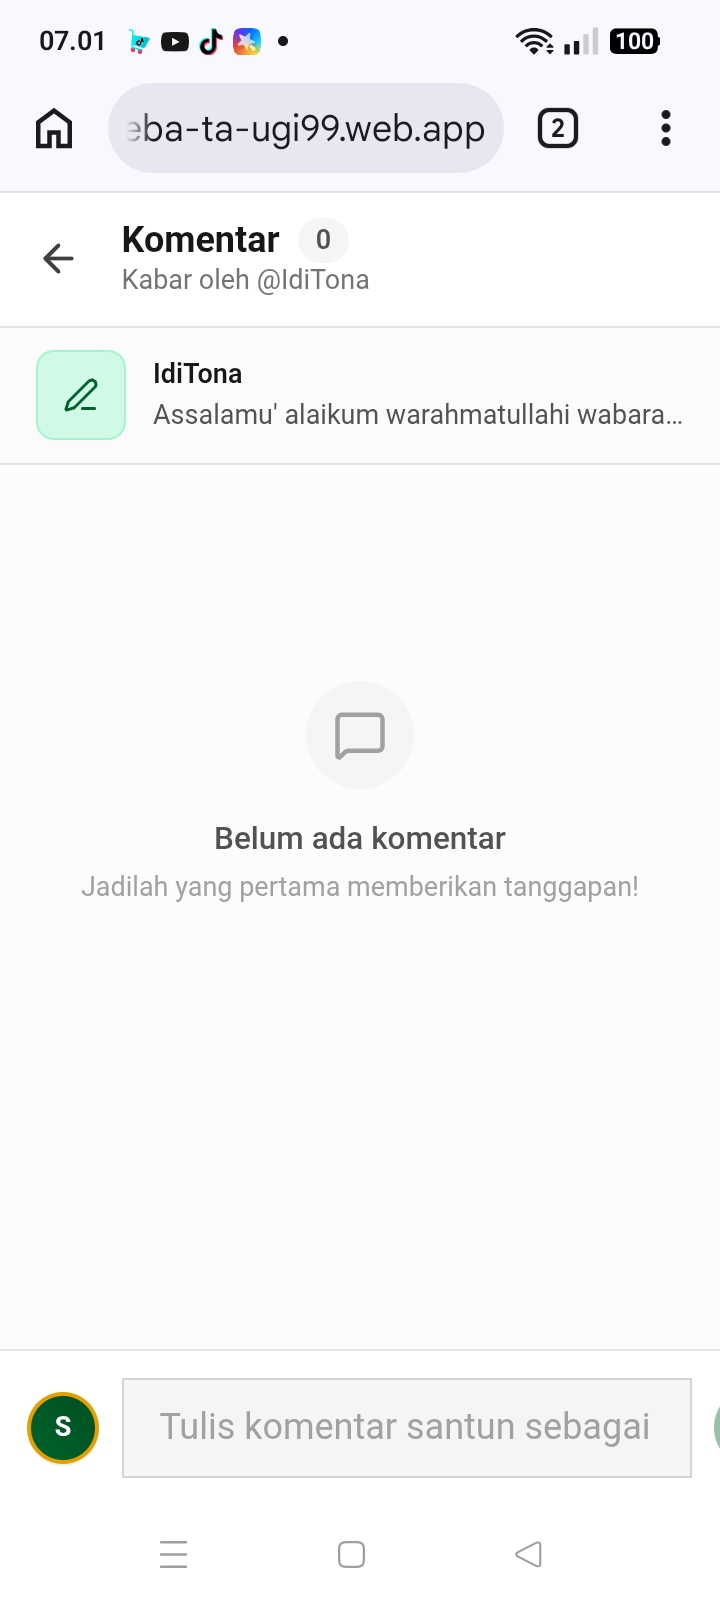 07.01
100
eba-ta-ugi99.web.app
2
Komentar 0
Kabar oleh @IdiTona
IdiTona
Assalamu' alaikum warahmatullahi wabara...
Belum ada komentar
Jadilah yang pertama memberikan tanggapan!
S
Tulis komentar santun sebagai